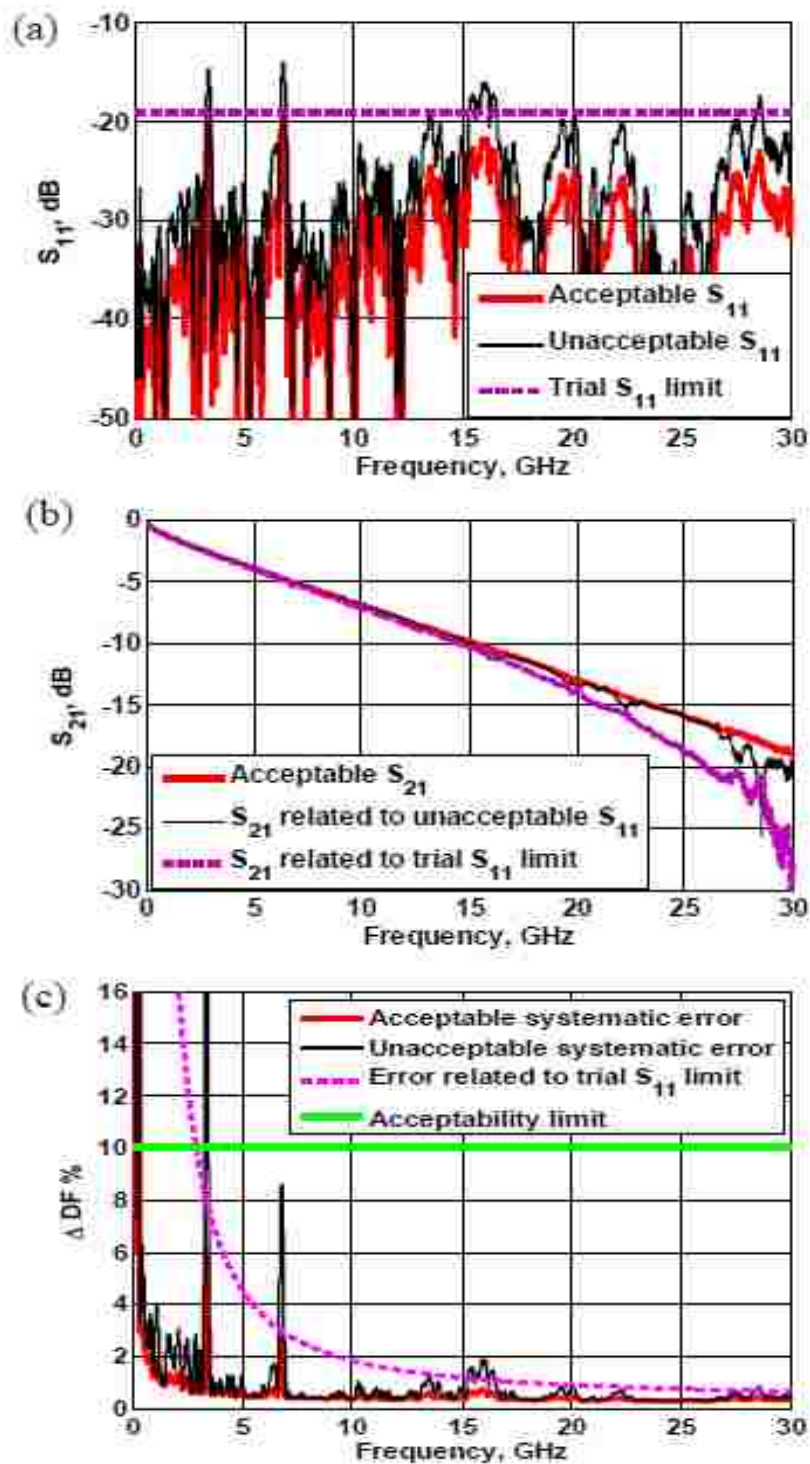 (a)
-10
-20
-30
-40
-50
S11, dB
Acceptable S11
Unacceptable S11
Trial S11 limit
0 5 10 15 20 25 30
Frequency, GHz
(b)
0
-5
-10
-15
-20
-25
-30
S21, dB
Acceptable S21
S21 related to unacceptable S11
S21 related to trial S11 limit
0 5 10 15 20 25 30
Frequency, GHz
(c)
16
14
12
10
8
6
4
2
0
Δ DF %
Acceptable systematic error
Unacceptable systematic error
Error related to trial S11 limit
Acceptability limit
5 10 15 20 25 30
Frequency, GHz